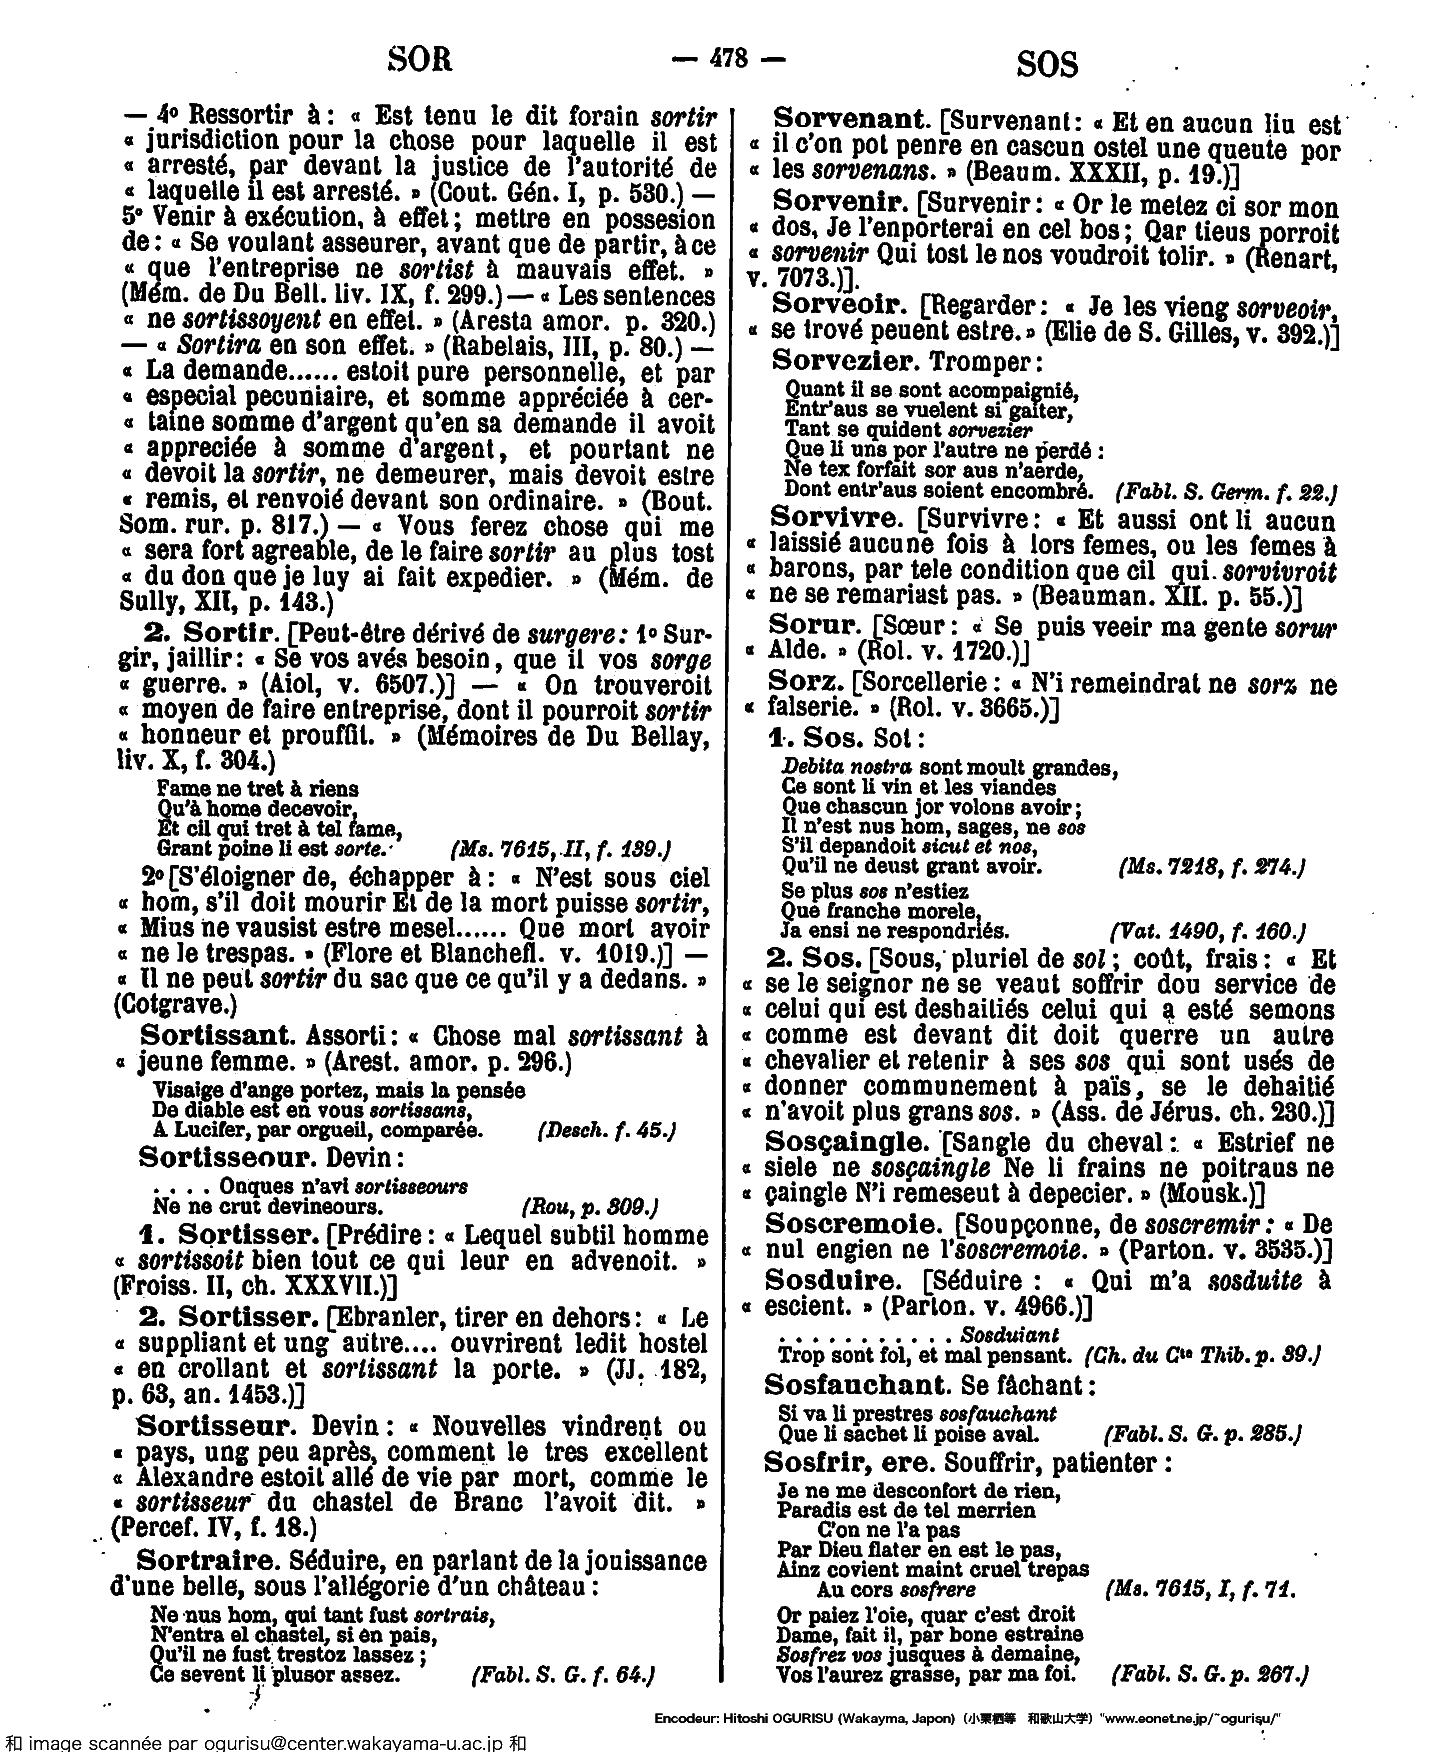 SOR — 478 — SOS
— 4º Ressortir à : « Est tenu le dit forain sortir
« jurisdiction pour la chose pour laquelle il est
« arresté, par devant la justice de l'autorité de
« laquelle il est arresté. » (Cout. Gén. I, p. 530.) —
5º Venir à exécution, à effet ; mettre en possesion
de : « Se voulant asseurer, avant que de partir, à ce
« que l'entreprise ne sortist à mauvais effet. »
(Mém. de Du Bell. liv. IX, f. 299.) — « Les sentences
« ne sortissoyent en effet. » (Aresta amor. p. 320.)
— « Sortira en son effet. » (Rabelais, III, p. 80.) —
« La demande...... estoit pure personnelle, et par
« especial pecuniaire, et somme appréciée à cer-
« taine somme d'argent qu'en sa demande il avoit
« appreciée à somme d'argent, et pourtant ne
« devoit la sortir, ne demeurer, mais devoit estre
« remis, et renvoié devant son ordinaire. » (Bout.
Som. rur. p. 817.) — « Vous ferez chose qui me
« sera fort agreable, de le faire sortir au plus tost
« du don que je luy ai fait expedier. » (Mém. de
Sully, XII, p. 143.)
2. Sortir. [Peut-être dérivé de surgere : 1º Sur-
gir, jaillir : « Se vos avés besoin, que il vos sorge
« guerre. » (Aiol, v. 6507.)] — « On trouveroit
« moyen de faire entreprise, dont il pourroit sortir
« honneur et prouffit. » (Mémoires de Du Bellay,
liv. X, f. 304.)
Fame ne tret à riens
Qu'à home decevoir,
Et cil qui tret à tel fame,
Grant poine li est sorte. (Ms. 7615, II, f. 139.)
2º [S'éloigner de, échapper à : « N'est sous ciel
« hom, s'il doit mourir Et de la mort puisse sortir,
« Mius ne vausist estre mesel...... Que mort avoir
« ne le trespas. » (Flore et Blanchefl. v. 1019.)] —
« Il ne peut sortir du sac que ce qu'il y a dedans. »
(Cotgrave.)
Sortissant. Assorti : « Chose mal sortissant à
« jeune femme. » (Arest. amor. p. 296.)
Visaige d'ange portez, mais la pensée
De diable est en vous sortissans,
A Lucifer, par orgueil, comparée. (Desch. f. 45.)
Sortisseour. Devin :
. . . . Onques n'avi sortisseours
Ne ne crut devineours. (Rou, p. 309.)
1. Sortisser. [Prédire : « Lequel subtil homme
« sortissoit bien tout ce qui leur en advenoit. »
(Froiss. II, ch. XXXVII.)]
2. Sortisser. [Ebranler, tirer en dehors : « Le
« suppliant et ung autre.... ouvrirent ledit hostel
« en crollant et sortissant la porte. » (JJ. 182,
p. 63, an. 1453.)]
Sortisseur. Devin : « Nouvelles vindrent ou
« pays, ung peu après, comment le tres excellent
« Alexandre estoit allé de vie par mort, comme le
« sortisseur du chastel de Branc l'avoit dit. »
(Percef. IV, f. 18.)
Sortraire. Séduire, en parlant de la jouissance
d'une belle, sous l'allégorie d'un château :
Ne nus hom, qui tant fust sortrais,
N'entra el chastel, si en pais,
Qu'il ne fust trestoz lassez ;
Ce sevent li plusor assez. (Fabl. S. G. f. 64.)
Sorvenant. [Survenant : « Et en aucun liu est
« il c'on pot penre en cascun ostel une queute por
« les sorvenans. » (Beaum. XXXII, p. 19.)]
Sorvenir. [Survenir : « Or le metez ci sor mon
« dos, Je l'enporterai en cel bos ; Qar tieus porroit
« sorvenir Qui tost le nos voudroit tolir. » (Renart,
v. 7073.)].
Sorveoir. [Regarder : « Je les vieng sorveoir,
« se trové peuent estre. » (Elie de S. Gilles, v. 392.)]
Sorvezier. Tromper :
Quant il se sont acompaignié,
Entr'aus se vuelent si gaiter,
Tant se quident sorvezier
Que li uns por l'autre ne perdé :
Ne tex forfait sor aus n'aerde,
Dont entr'aus soient encombré. (Fabl. S. Germ. f. 22.)
Sorvivre. [Survivre : « Et aussi ont li aucun
« laissié aucune fois à lors femes, ou les femes à
« barons, par tele condition que cil qui sorvivroit
« ne se remariast pas. » (Beauman. XII. p. 55.)]
Sorur. [Sœur : « Se puis veeir ma gente sorur
« Alde. » (Rol. v. 1720.)]
Sorz. [Sorcellerie : « N'i remeindrat ne sorz ne
« falserie. » (Rol. v. 3665.)]
1. Sos. Sot :
Debita nostra sont moult grandes,
Ce sont li vin et les viandes
Que chascun jor volons avoir ;
Il n'est nus hom, sages, ne sos
S'il depandoit sicut et nos,
Qu'il ne deust grant avoir. (Ms. 7218, f. 274.)
Se plus sos n'estiez
Que franche morele,
Ja ensi ne respondriés. (Vat. 1490, f. 160.)
2. Sos. [Sous, pluriel de sol ; coût, frais : « Et
« se le seignor ne se veaut soffrir dou service de
« celui qui est deshaitiés celui qui a esté semons
« comme est devant dit doit querre un autre
« chevalier et retenir à ses sos qui sont usés de
« donner communement à païs, se le dehaitié
« n'avoit plus grans sos. » (Ass. de Jérus. ch. 230.)]
Sosçaingle. [Sangle du cheval : « Estrief ne
« siele ne sosçaingle Ne li frains ne poitraus ne
« çaingle N'i remeseut à depecier. » (Mousk.)]
Soscremoie. [Soupçonne, de soscremir : « De
« nul engien ne l'soscremoie. » (Parton. v. 3535.)]
Sosduire. [Séduire : « Qui m'a sosduite à
« escient. » (Parton. v. 4966.)]
. . . . . . . . . . . Sosduiant
Trop sont fol, et mal pensant. (Ch. du Cte Thib. p. 39.)
Sosfauchant. Se fâchant :
Si va li prestres sosfauchant
Que li sachet li poise aval. (Fabl. S. G. p. 285.)
Sosfrir, ere. Souffrir, patienter :
Je ne me desconfort de rien,
Paradis est de tel merrien
C'on ne l'a pas
Par Dieu flater en est le pas,
Ainz covient maint cruel trepas
Au cors sosfrere (Ms. 7615, I, f. 71.
Or paiez l'oie, quar c'est droit
Dame, fait il, par bone estraine
Sosfrez vos jusques à demaine,
Vos l'aurez grasse, par ma foi. (Fabl. S. G. p. 267.)
Encodeur: Hitoshi OGURISU (Wakayma, Japon) (小栗栖等 和歌山大学) "www.eonet.ne.jp/~ogurisu/"
和 image scannée par ogurisu@center.wakayama-u.ac.jp 和